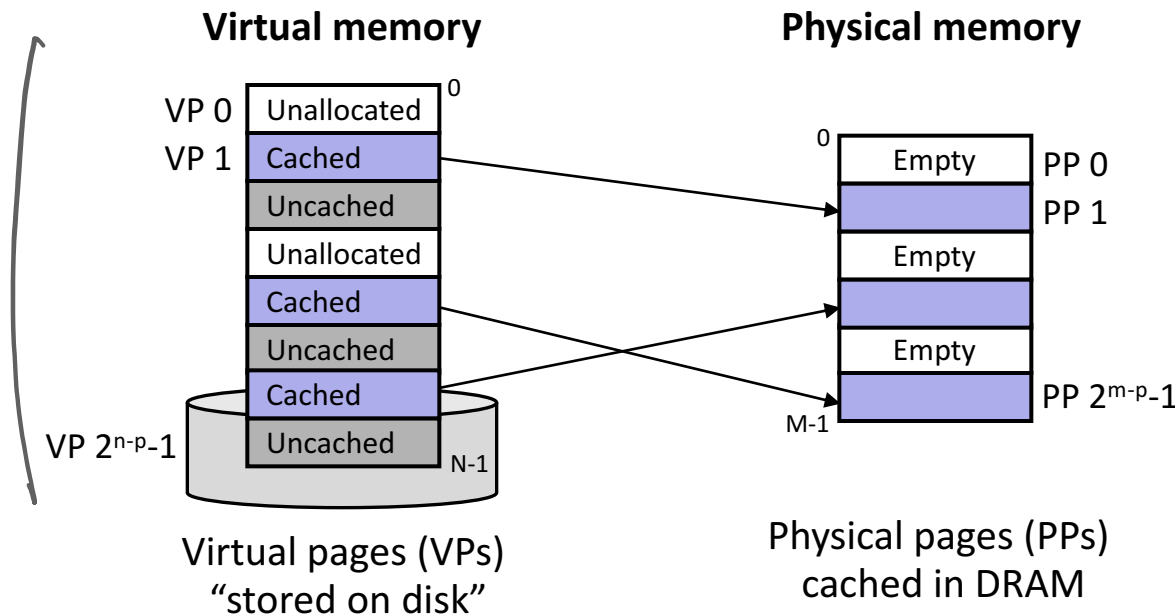 Virtual memory
Physical memory
0
VP 0
Unallocated
VP 1
Cached
Uncached
Unallocated
Cached
Uncached
Cached
VP 2ⁿ⁻ᵖ-1
Uncached
N-1
Virtual pages (VPs)
“stored on disk”
0
Empty
PP 0
PP 1
Empty
Empty
PP 2ᵐ⁻ᵖ-1
M-1
Physical pages (PPs)
cached in DRAM